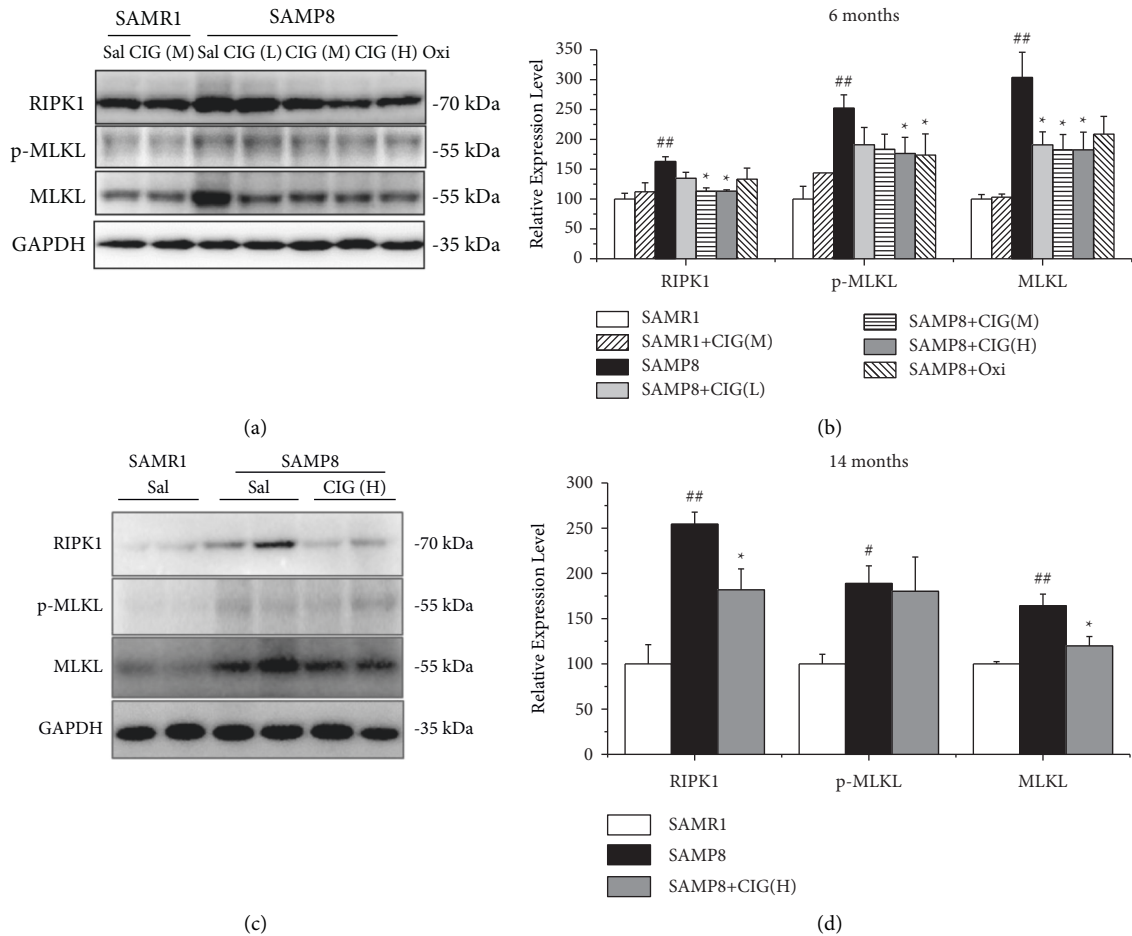 SAMR1 SAMP8
Sal CIG (M) Sal CIG (L) CIG (M) CIG (H) Oxi
RIPK1 -70 kDa
p-MLKL -55 kDa
MLKL -55 kDa
GAPDH -35 kDa
(a)
6 months
Relative Expression Level
350
300
250
200
150
100
50
0
## ## ##
* * * * * * *
RIPK1 p-MLKL MLKL
SAMR1
SAMR1+CIG(M)
SAMP8
SAMP8+CIG(L)
SAMP8+CIG(M)
SAMP8+CIG(H)
SAMP8+Oxi
(b)
SAMR1 SAMP8
Sal Sal CIG (H)
RIPK1 -70 kDa
p-MLKL -55 kDa
MLKL -55 kDa
GAPDH -35 kDa
(c)
14 months
Relative Expression Level
300
250
200
150
100
50
0
## # ##
* *
RIPK1 p-MLKL MLKL
SAMR1
SAMP8
SAMP8+CIG(H)
(d)